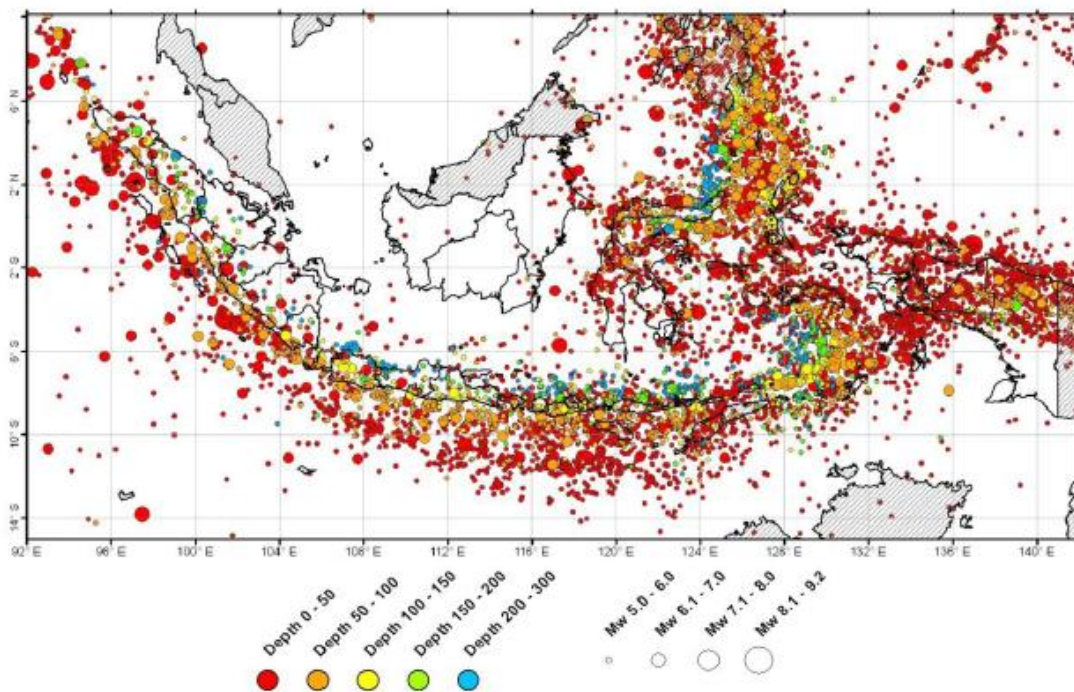 6°N
2°N
2°S
6°S
10°S
14°S
92°E 96°E 100°E 104°E 108°E 112°E 116°E 120°E 124°E 128°E 132°E 136°E 140°E
Depth 0 - 50
Depth 50 - 100
Depth 100 - 150
Depth 150 - 200
Depth 200 - 300
Mw 5.0 - 6.0
Mw 6.1 - 7.0
Mw 7.1 - 8.0
Mw 8.1 - 9.2